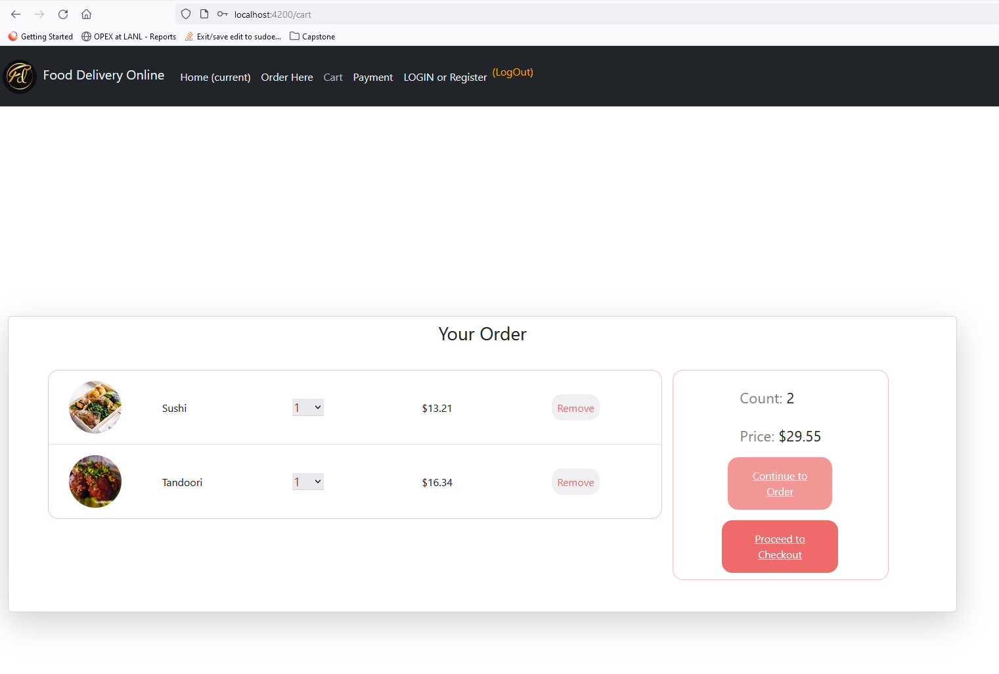 localhost:4200/cart
Getting Started OPEX at LANL - Reports Exit/save edit to sudoe... Capstone
Fd Food Delivery Online Home (current) Order Here Cart Payment LOGIN or Register (LogOut)
Your Order
Sushi 1 $13.21 Remove
Tandoori 1 $16.34 Remove
Count: 2
Price: $29.55
Continue to
Order
Proceed to
Checkout